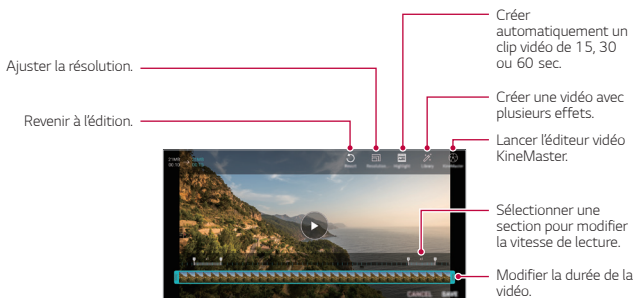 Créer
automatiquement un
clip vidéo de 15, 30
ou 60 sec.
Ajuster la résolution.
Créer une vidéo avec
plusieurs effets.
Revenir à l'édition.
Lancer l'éditeur vidéo
KineMaster.
Revert Resolution Highlight Library KineMaster
Sélectionner une
section pour modifier
la vitesse de lecture.
Modifier la durée de la
vidéo.
CANCEL SAVE